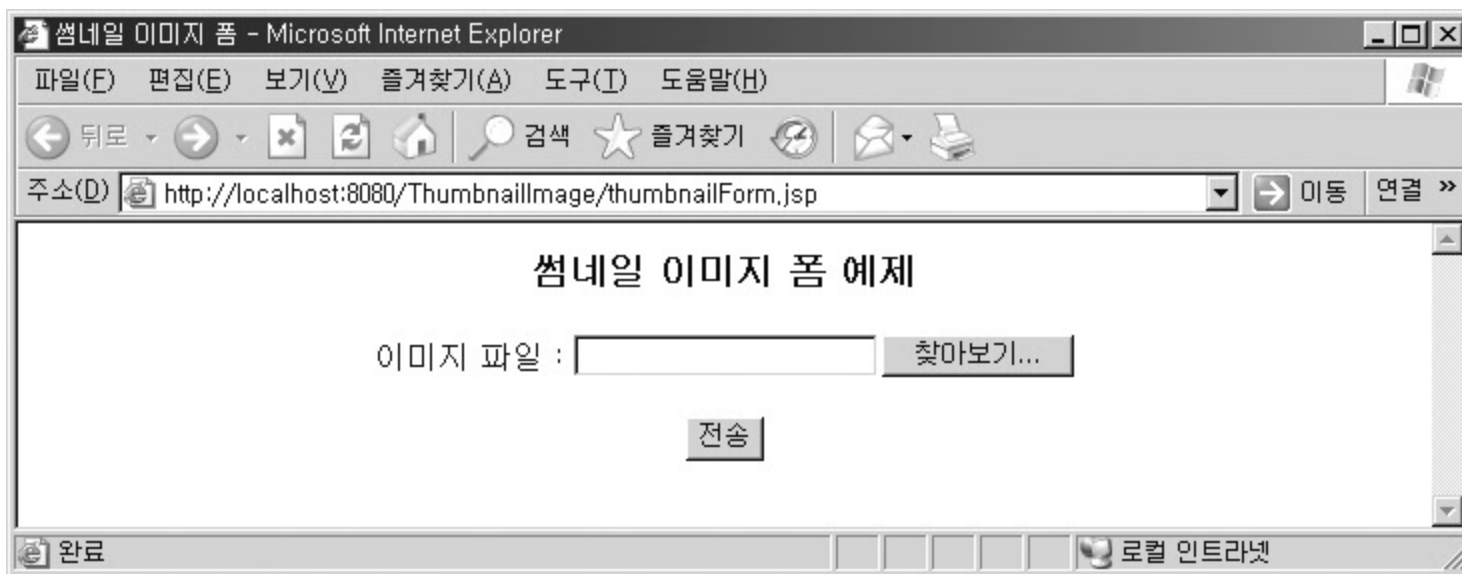 썸네일 이미지 폼 - Microsoft Internet Explorer
파일(F) 편집(E) 보기(V) 즐겨찾기(A) 도구(T) 도움말(H)
뒤로 검색 즐겨찾기
주소(D) http://localhost:8080/ThumbnailImage/thumbnailForm.jsp 이동 연결 »
썸네일 이미지 폼 예제
이미지 파일 : 찾아보기...
전송
완료 로컬 인트라넷